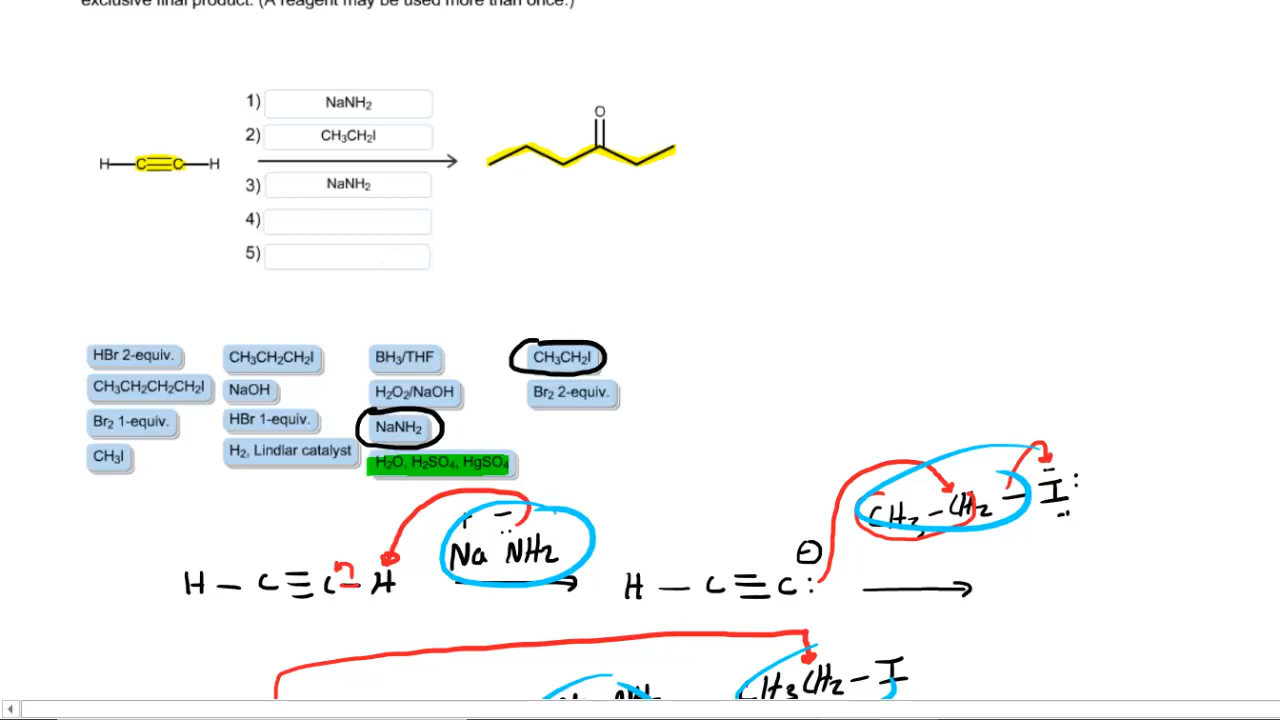 exclusive final product. (A reagent may be used more than once.)
1) NaNH2
2) CH3CH2I
O
H—C≡C—H
3) NaNH2
4)
5)
HBr 2-equiv. CH3CH2CH2I BH3/THF CH3CH2I
CH3CH2CH2CH2I NaOH H2O2/NaOH Br2 2-equiv.
Br2 1-equiv. HBr 1-equiv. NaNH2
CH3I H2, Lindlar catalyst H2O, H2SO4, HgSO4
CH3 – CH2 – I
+ –
Na NH2
H – C ≡ C – H H – C ≡ C : ⊖
CH3CH2 – I
Na NH2